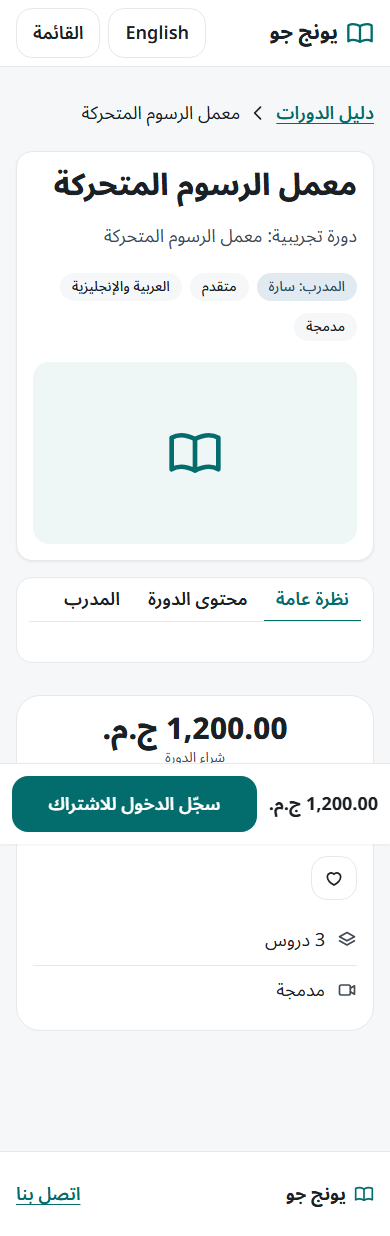 يونج جو
English
القائمة
دليل الدورات
معمل الرسوم المتحركة
معمل الرسوم المتحركة
دورة تجريبية: معمل الرسوم المتحركة
المدرب: سارة
متقدم
العربية والإنجليزية
مدمجة
نظرة عامة
محتوى الدورة
المدرب
1,200.00 ج.م.
شراء الدورة
1,200.00 ج.م.
سجّل الدخول للاشتراك
3 دروس
مدمجة
يونج جو
اتصل بنا